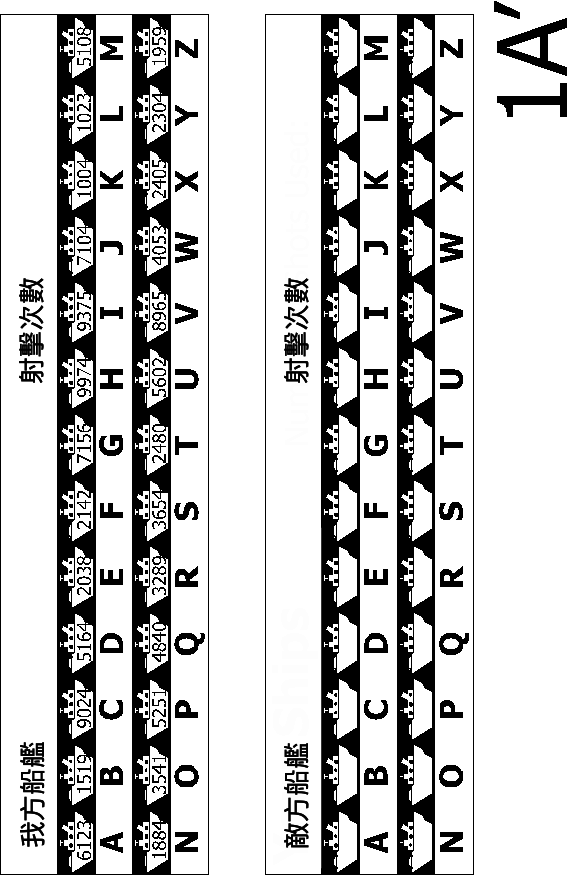 1A′
我方船艦 射擊次數
6123 1519 9024 5164 2038 2142 7156 9974 9375 7104 1004 1023 5108
A B C D E F G H I J K L M
1884 3541 5251 4840 3289 3654 2480 5602 8965 4053 2405 2304 1959
N O P Q R S T U V W X Y Z
敵方船艦 射擊次數
A B C D E F G H I J K L M
N O P Q R S T U V W X Y Z